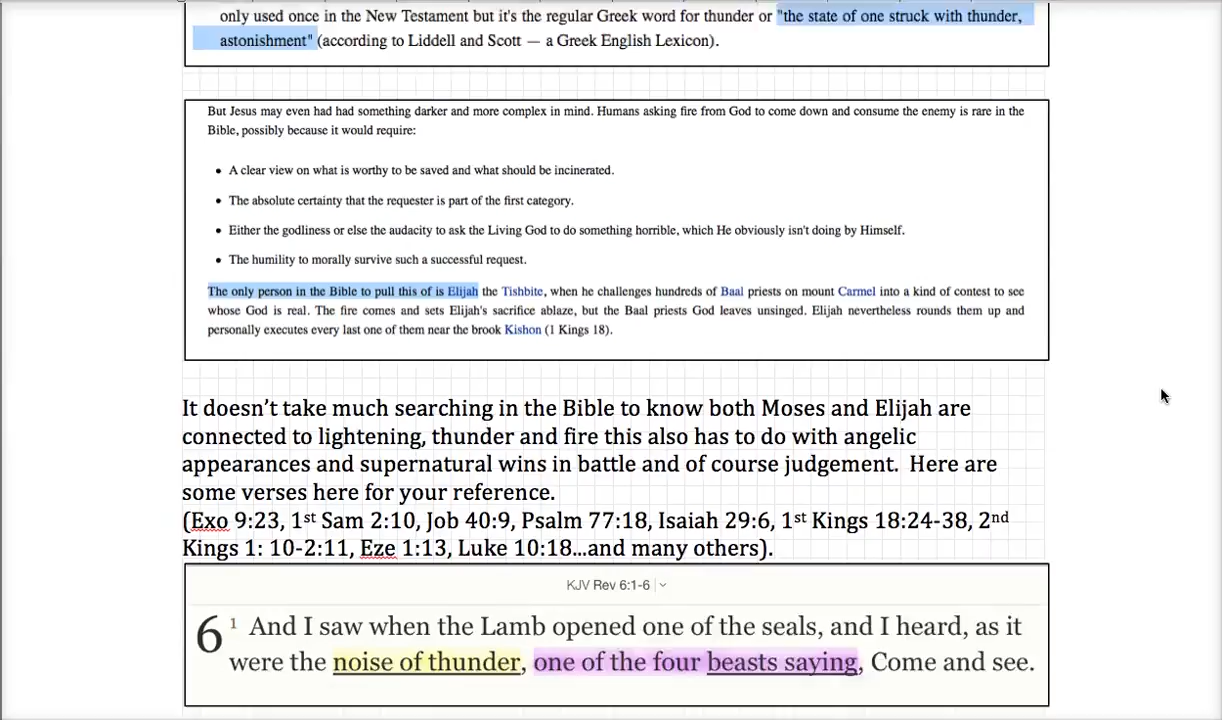 only used once in the New Testament but it's the regular Greek word for thunder or "the state of one struck with thunder,
astonishment" (according to Liddell and Scott — a Greek English Lexicon).
But Jesus may even had had something darker and more complex in mind. Humans asking fire from God to come down and consume the enemy is rare in the
Bible, possibly because it would require:
• A clear view on what is worthy to be saved and what should be incinerated.
• The absolute certainty that the requester is part of the first category.
• Either the godliness or else the audacity to ask the Living God to do something horrible, which He obviously isn't doing by Himself.
• The humility to morally survive such a successful request.
The only person in the Bible to pull this of is Elijah the Tishbite, when he challenges hundreds of Baal priests on mount Carmel into a kind of contest to see
whose God is real. The fire comes and sets Elijah's sacrifice ablaze, but the Baal priests God leaves unsinged. Elijah nevertheless rounds them up and
personally executes every last one of them near the brook Kishon (1 Kings 18).
It doesn't take much searching in the Bible to know both Moses and Elijah are
connected to lightening, thunder and fire this also has to do with angelic
appearances and supernatural wins in battle and of course judgement.  Here are
some verses here for your reference.
(Exo 9:23, 1st Sam 2:10, Job 40:9, Psalm 77:18, Isaiah 29:6, 1st Kings 18:24-38, 2nd
Kings 1: 10-2:11, Eze 1:13, Luke 10:18...and many others).
KJV Rev 6:1-6
6 1 And I saw when the Lamb opened one of the seals, and I heard, as it
were the noise of thunder, one of the four beasts saying, Come and see.